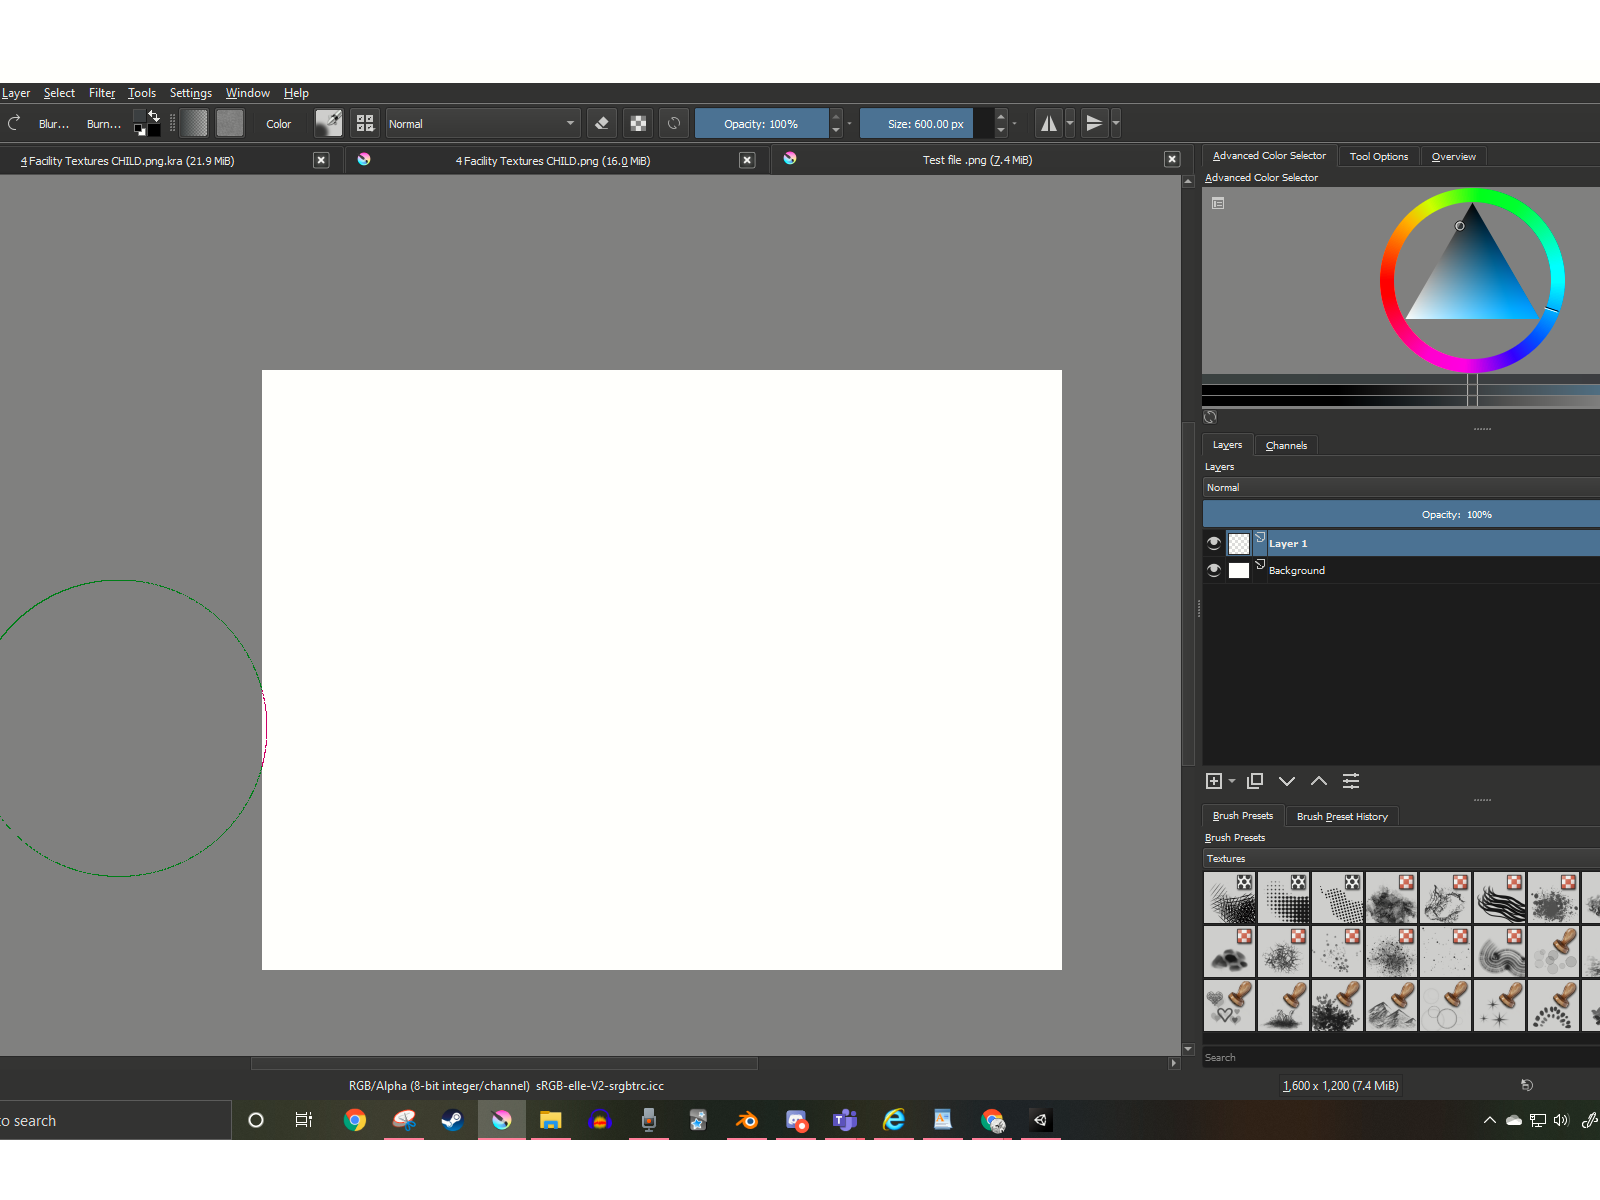 Layer Select Filter Tools Settings Window Help
Blur... Burn... Color Normal Opacity: 100% Size: 600.00 px
4 Facility Textures CHILD.png.kra (21.9 MiB) 4 Facility Textures CHILD.png (16.0 MiB) Test file .png (7.4 MiB)
Advanced Color Selector Tool Options Overview
Advanced Color Selector
Layers Channels
Layers
Normal
Opacity: 100%
Layer 1
Background
Brush Presets Brush Preset History
Brush Presets
Textures
Search
RGB/Alpha (8-bit integer/channel) sRGB-elle-V2-srgbtrc.icc
1,600 x 1,200 (7.4 MiB)
to search